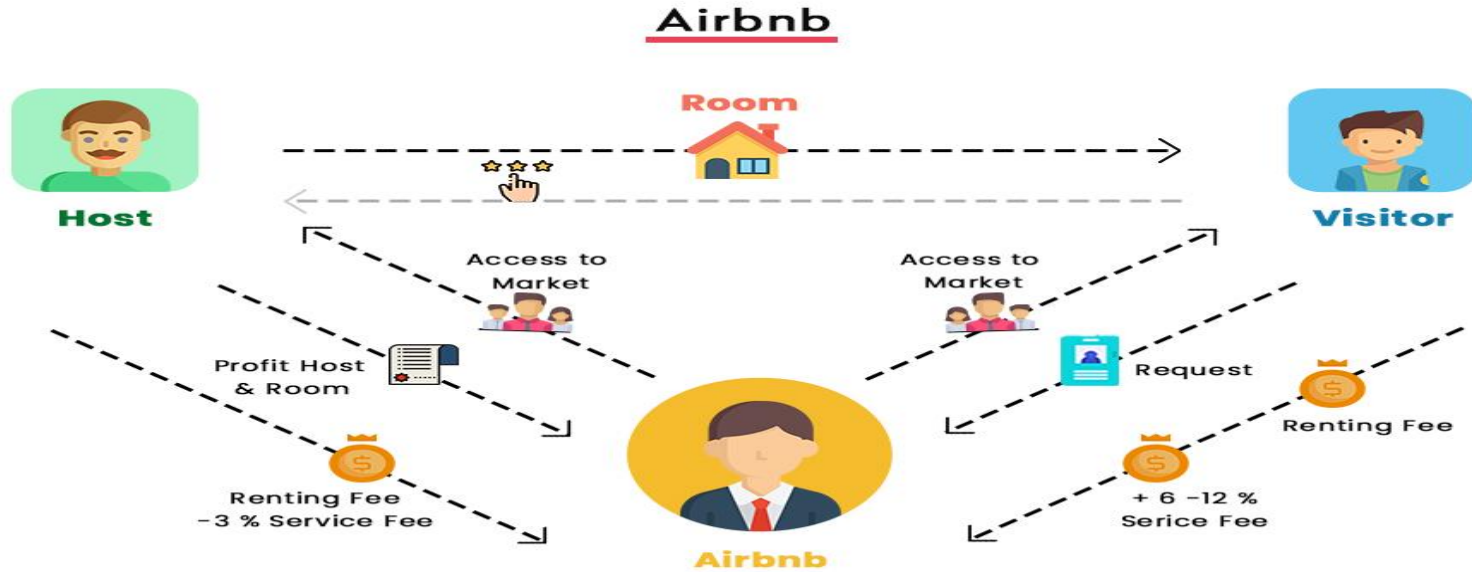 Airbnb
Room
Host
Visitor
Access to
Market
Access to
Market
Profit Host
& Room
Request
Renting Fee
Renting Fee
-3 % Service Fee
+ 6 -12 %
Serice Fee
Airbnb